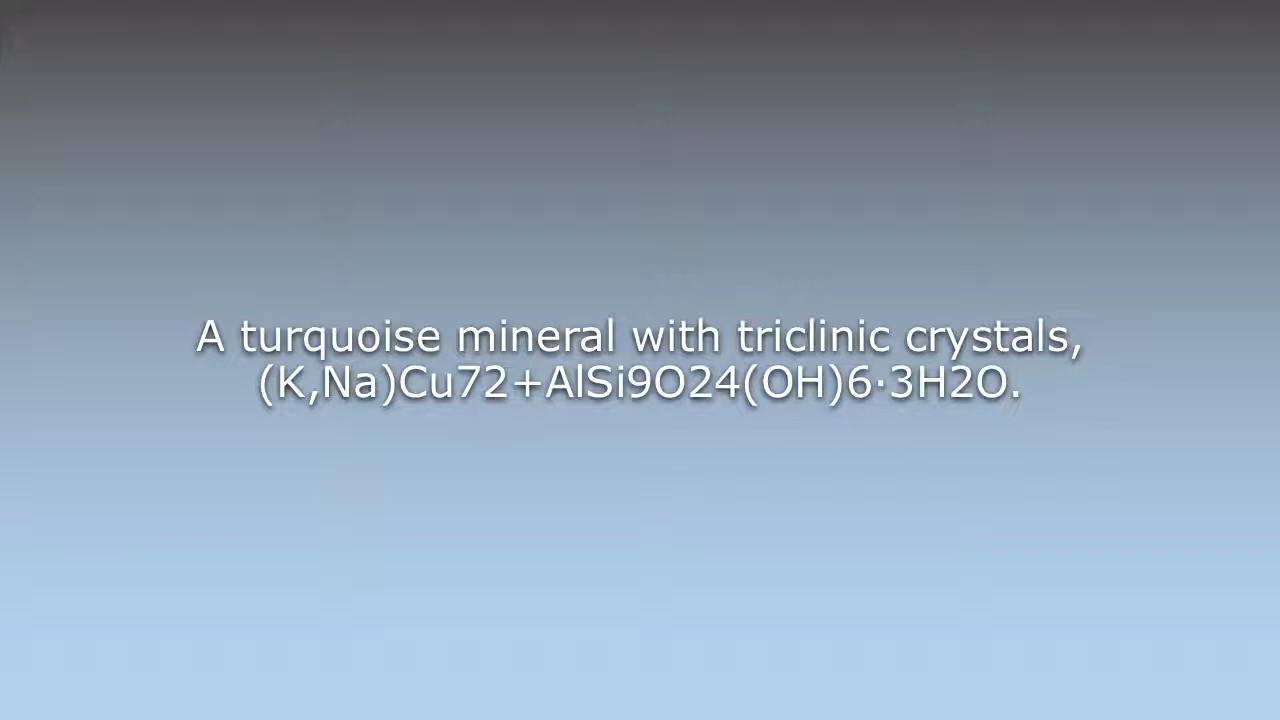 A turquoise mineral with triclinic crystals,
(K,Na)Cu72+AlSi9O24(OH)6·3H2O.